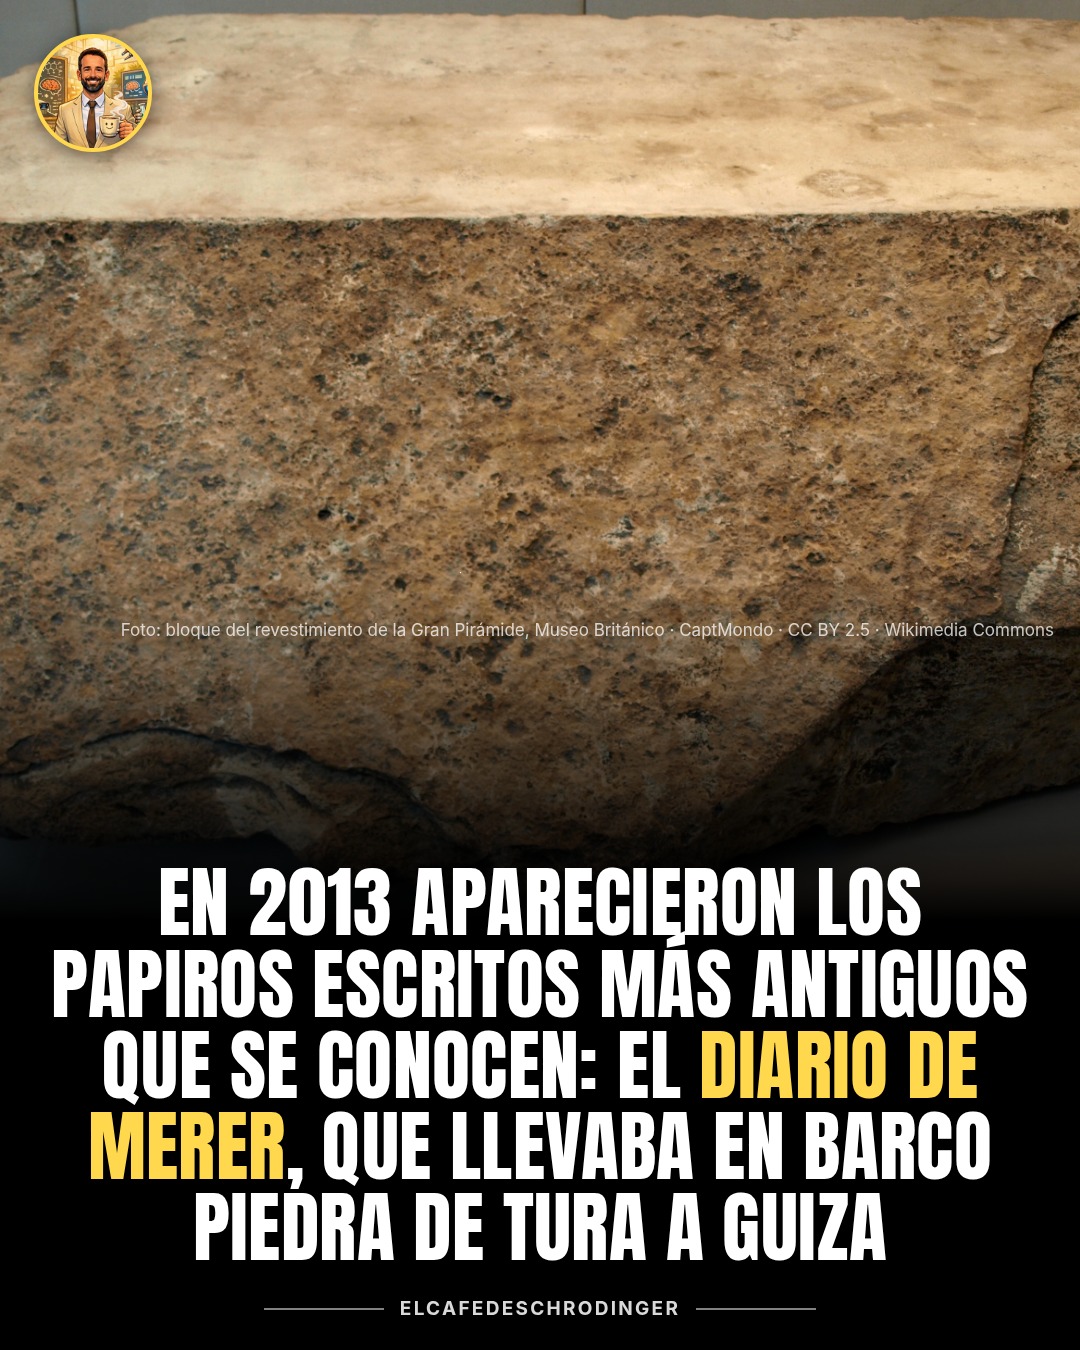 Foto: bloque del revestimiento de la Gran Pirámide, Museo Británico · CaptMondo · CC BY 2.5 · Wikimedia Commons
EN 2013 APARECIERON LOS
PAPIROS ESCRITOS MÁS ANTIGUOS
QUE SE CONOCEN: EL DIARIO DE
MERER, QUE LLEVABA EN BARCO
PIEDRA DE TURA A GUIZA
ELCAFEDESCHRODINGER